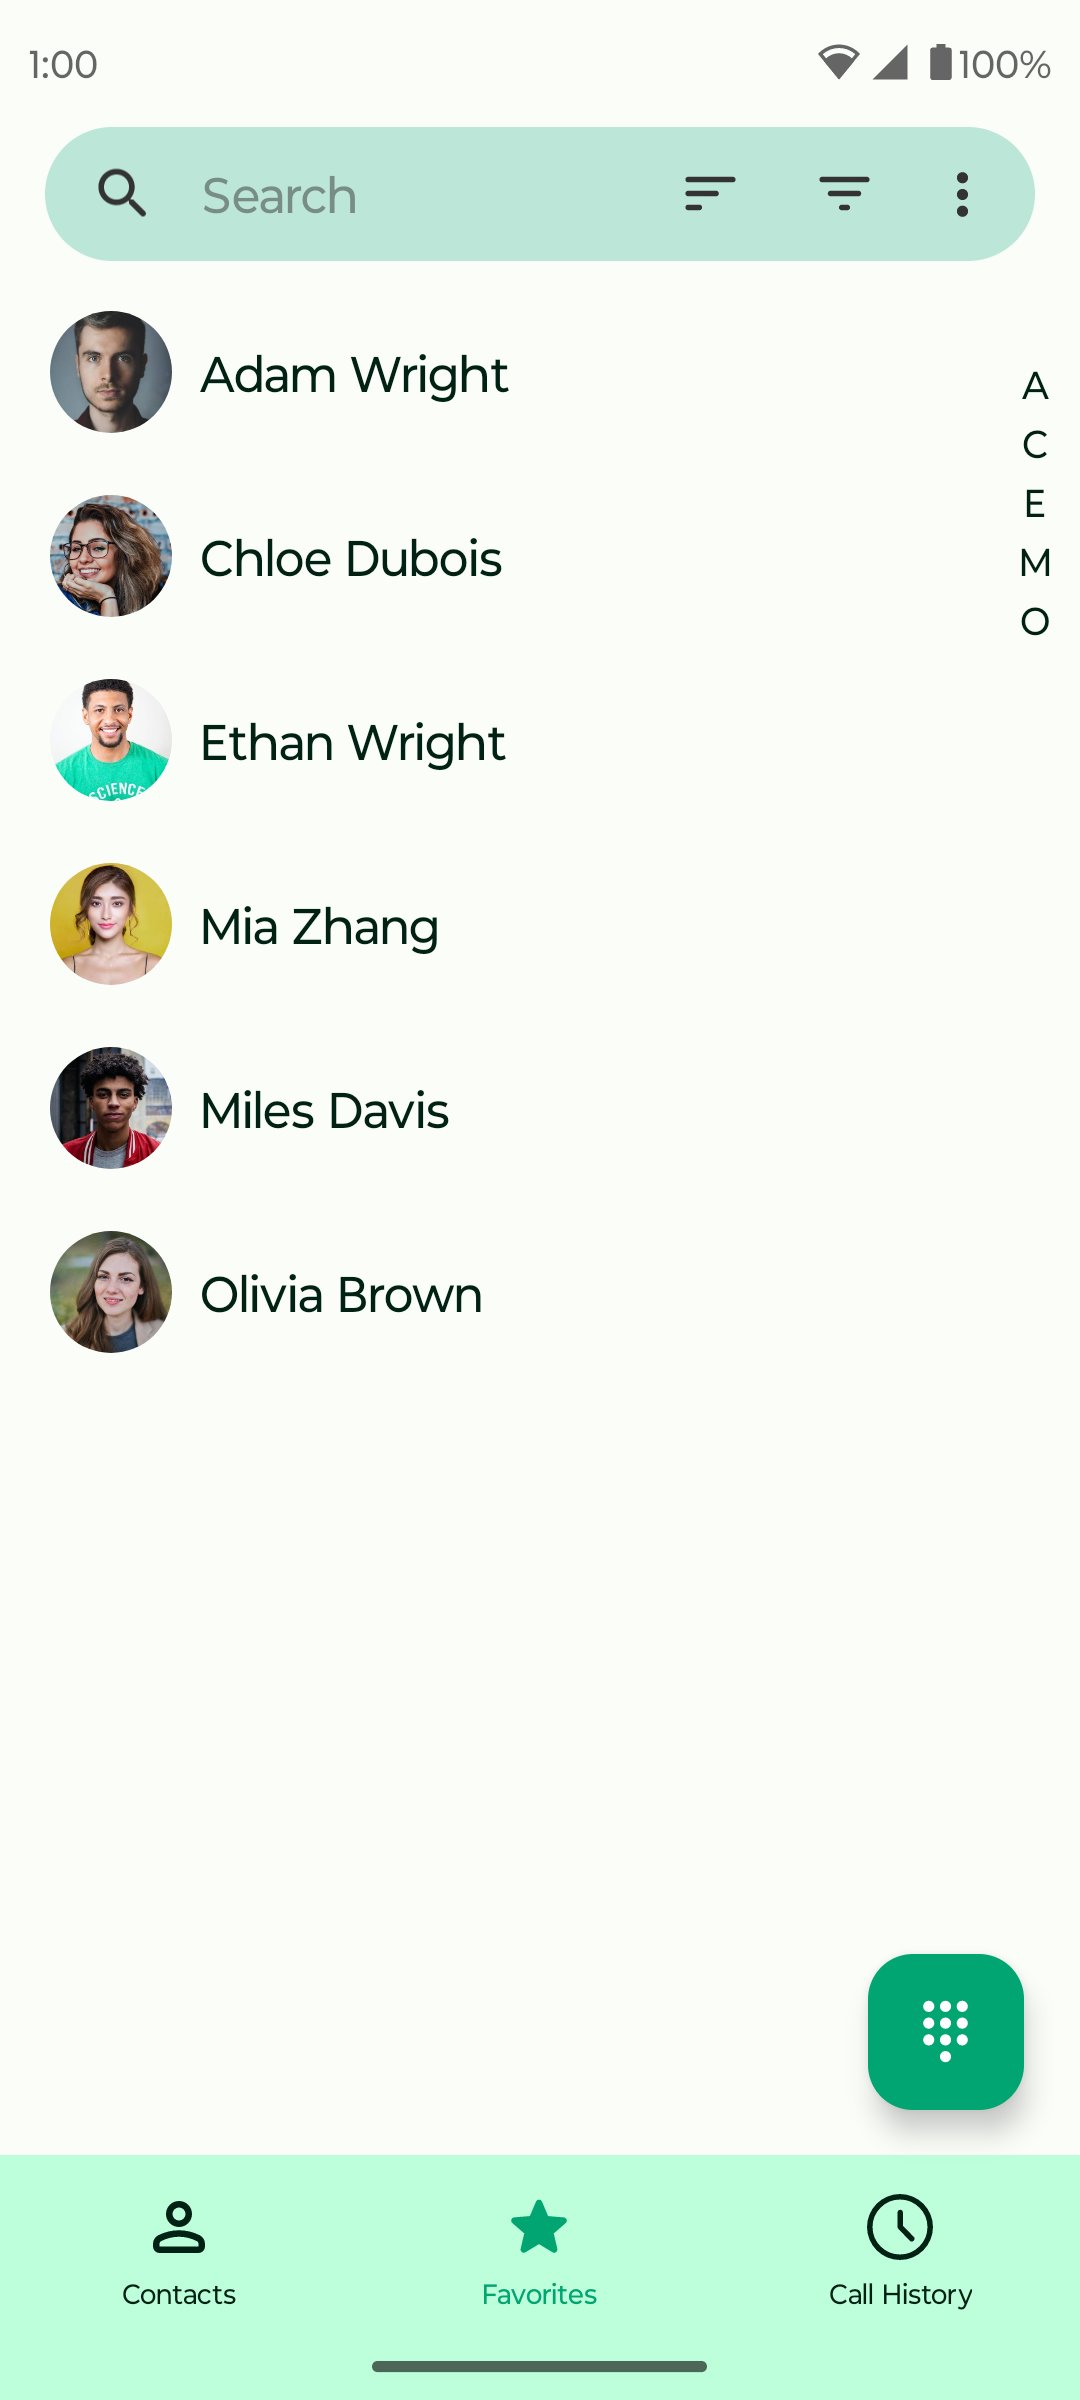 1:00
100%
Search
Adam Wright
A
C
Chloe Dubois
E
M
O
Ethan Wright
SCIENCE
Mia Zhang
Miles Davis
Olivia Brown
Contacts
Favorites
Call History